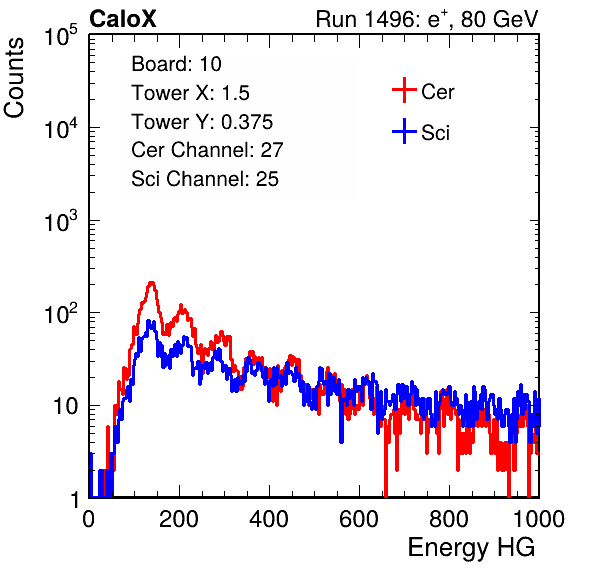 CaloX Run 1496: e⁺, 80 GeV
Counts
10⁵
10⁴
10³
10²
10
1
Board: 10
Tower X: 1.5
Tower Y: 0.375
Cer Channel: 27
Sci Channel: 25
Cer
Sci
0 200 400 600 800 1000
Energy HG